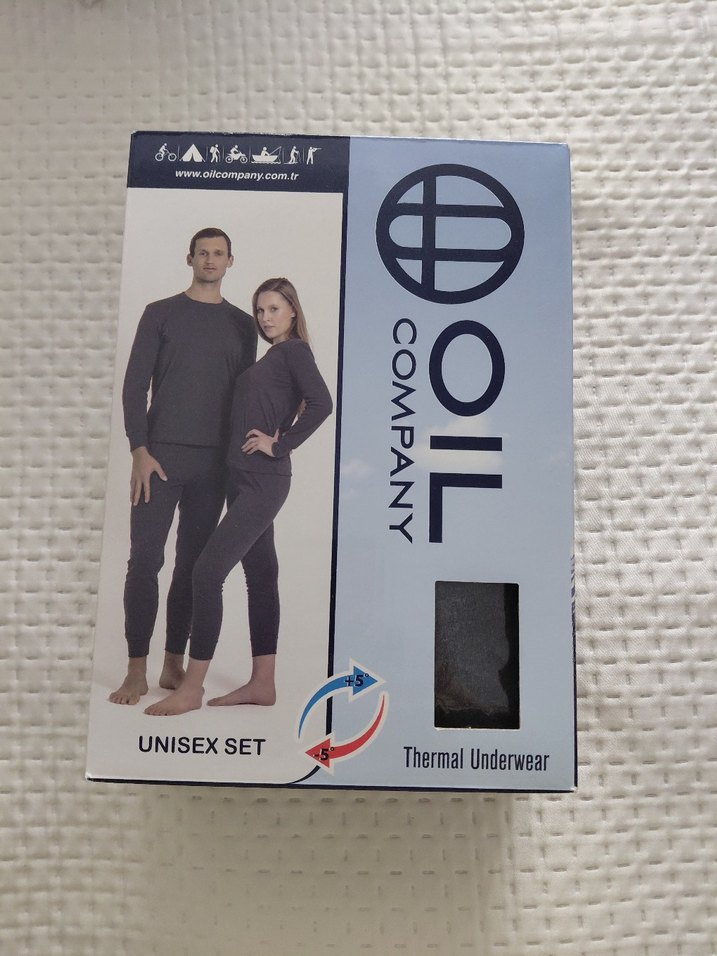 www.oilcompany.com.tr
OIL
COMPANY
+5°
-5°
UNISEX SET
Thermal Underwear